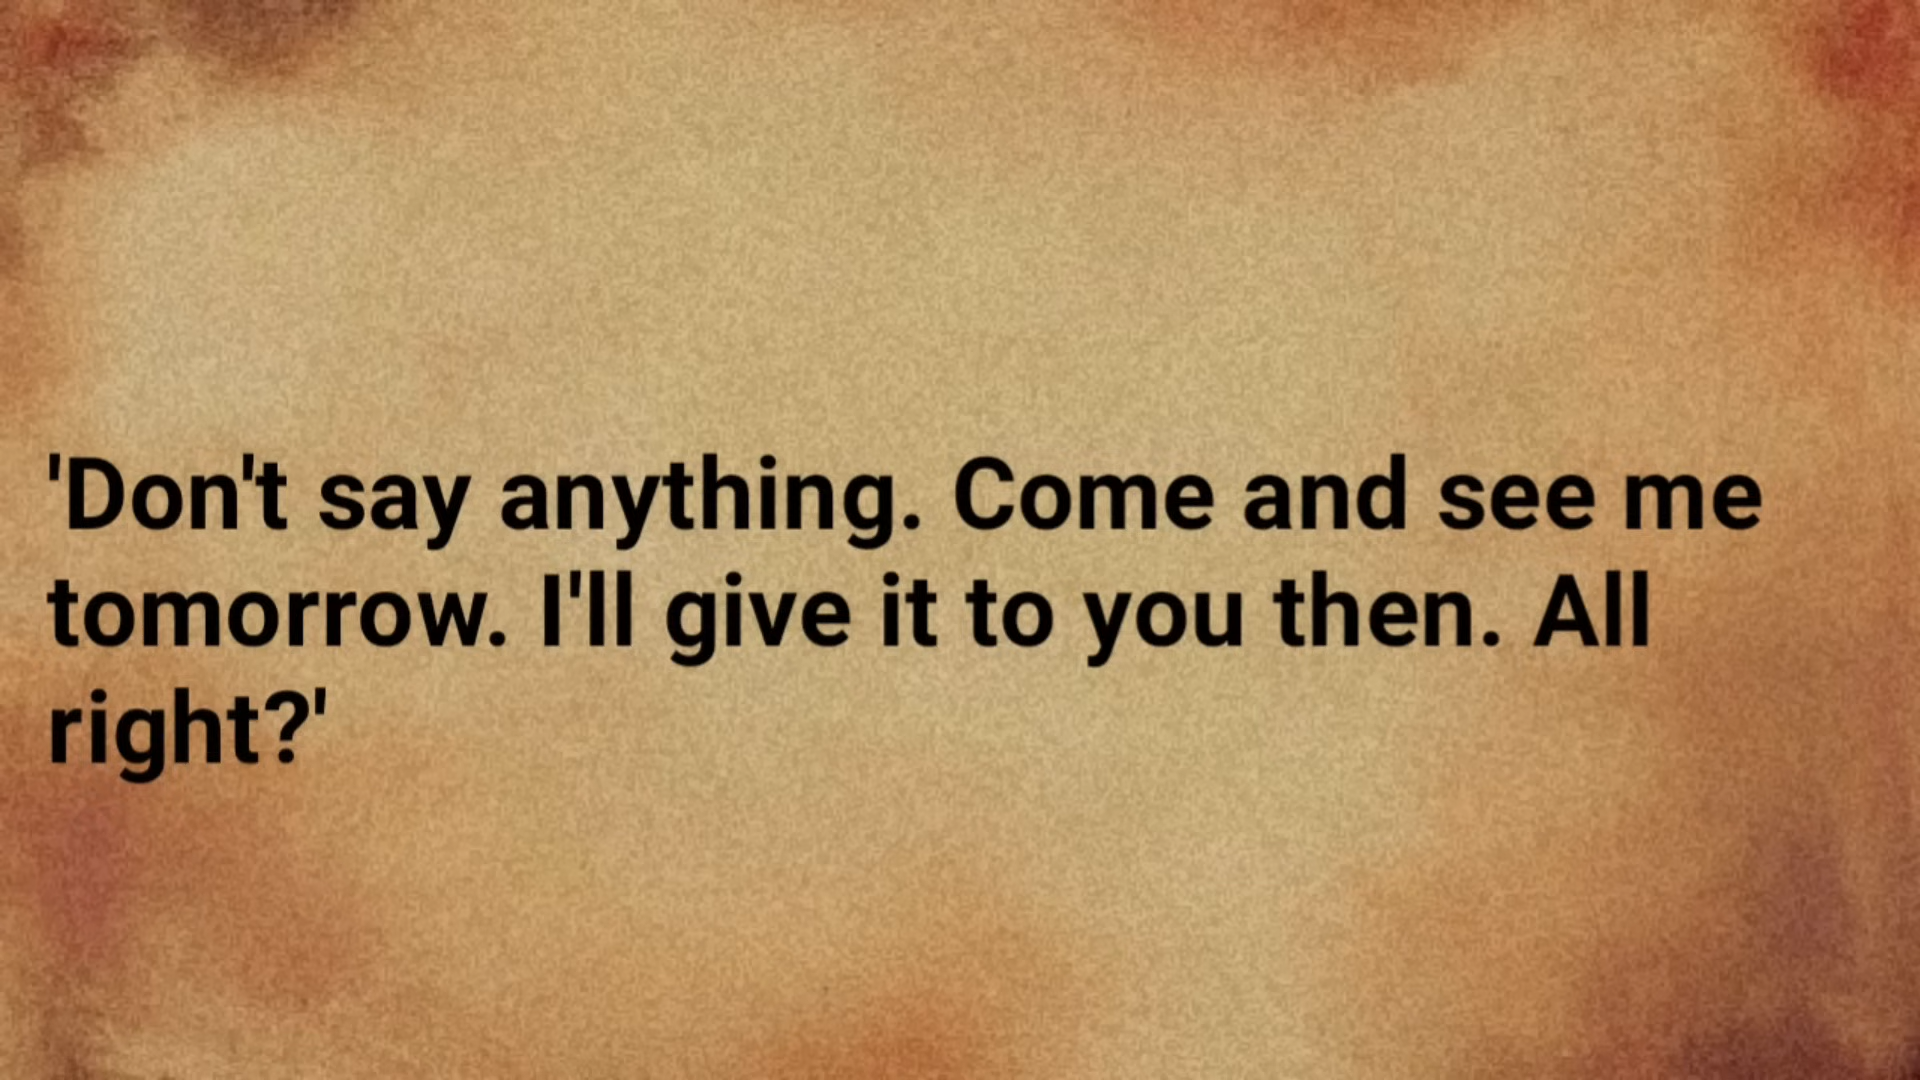 'Don't say anything. Come and see me
tomorrow. I'll give it to you then. All
right?'